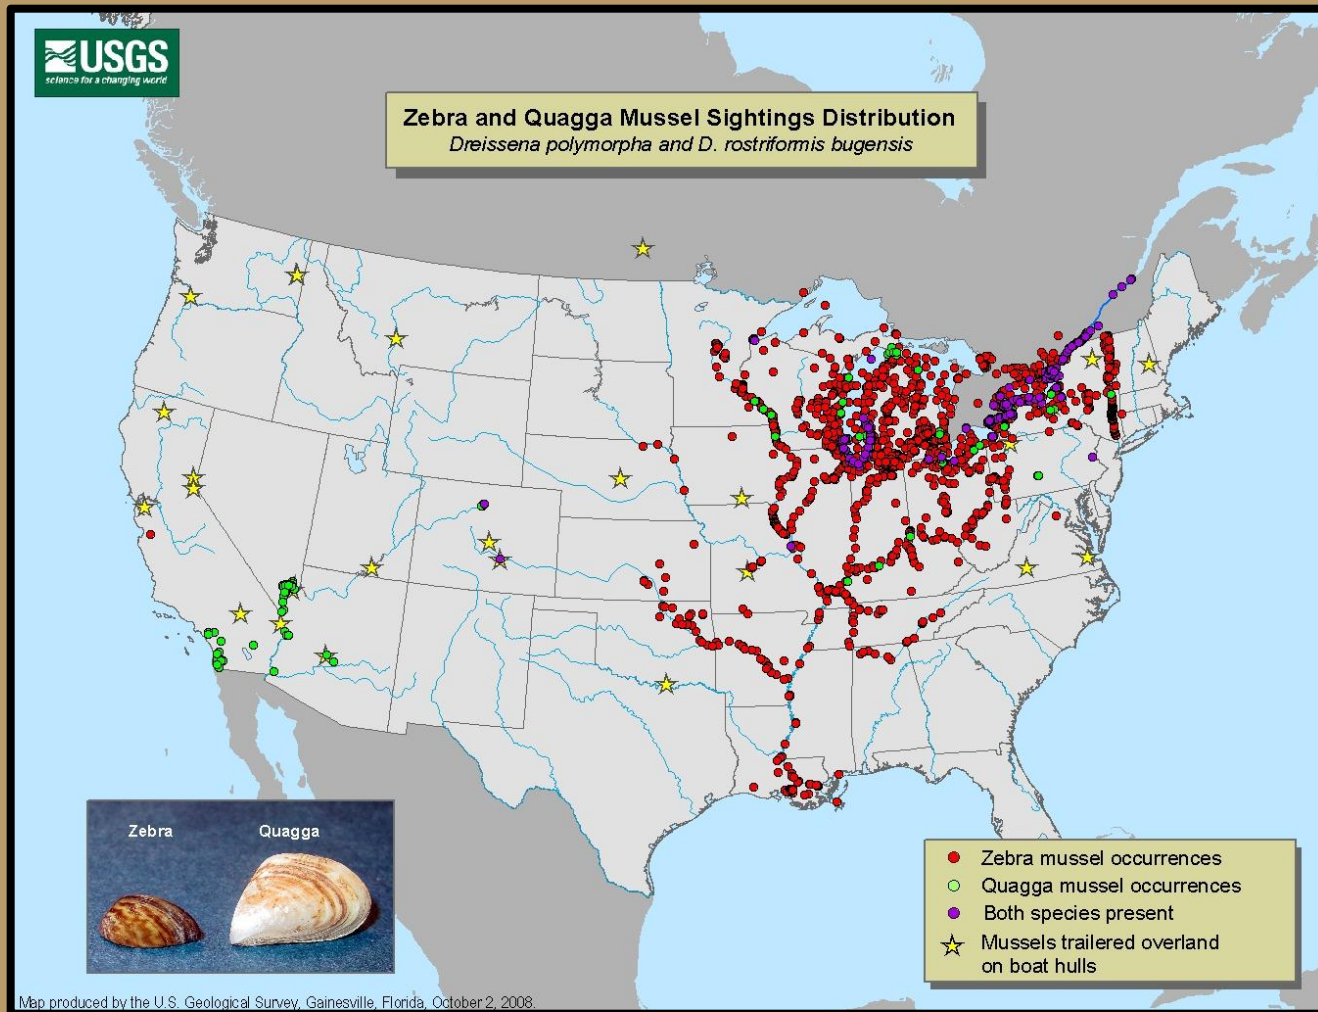 USGS
science for a changing world
Zebra and Quagga Mussel Sightings Distribution
Dreissena polymorpha and D. rostriformis bugensis
Zebra
Quagga
Zebra mussel occurrences
Quagga mussel occurrences
Both species present
Mussels trailered overland
on boat hulls
Map produced by the U.S. Geological Survey, Gainesville, Florida, October 2, 2008.